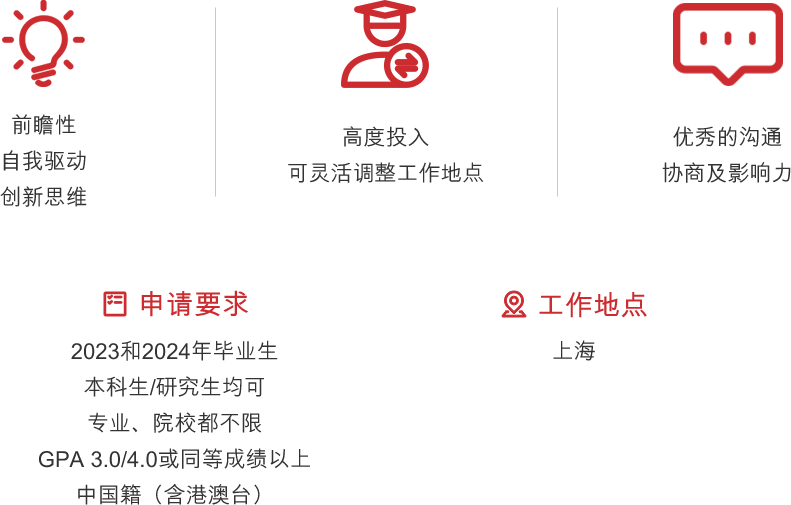 前瞻性
自我驱动
创新思维
高度投入
可灵活调整工作地点
优秀的沟通
协商及影响力
申请要求
2023和2024年毕业生
本科生/研究生均可
专业、院校都不限
GPA 3.0/4.0或同等成绩以上
中国籍（含港澳台）
工作地点
上海